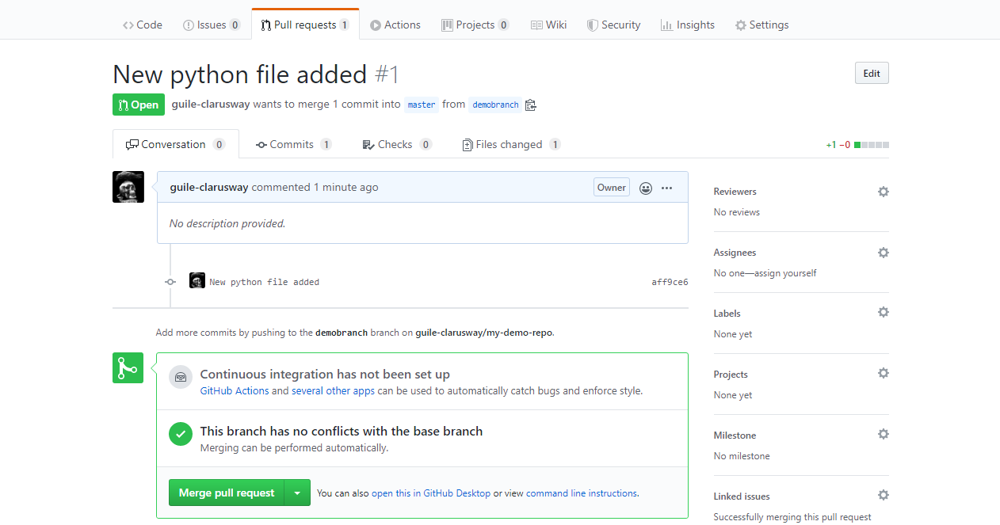 Code Issues 0 Pull requests 1 Actions Projects 0 Wiki Security Insights Settings
New python file added #1
Edit
Open guile-clarusway wants to merge 1 commit into master from demobranch
Conversation 0 Commits 1 Checks 0 Files changed 1 +1 −0
guile-clarusway commented 1 minute ago Owner
No description provided.
New python file added aff9ce6
Add more commits by pushing to the demobranch branch on guile-clarusway/my-demo-repo.
Continuous integration has not been set up
GitHub Actions and several other apps can be used to automatically catch bugs and enforce style.
This branch has no conflicts with the base branch
Merging can be performed automatically.
Merge pull request You can also open this in GitHub Desktop or view command line instructions.
Reviewers
No reviews
Assignees
No one—assign yourself
Labels
None yet
Projects
None yet
Milestone
No milestone
Linked issues
Successfully merging this pull request